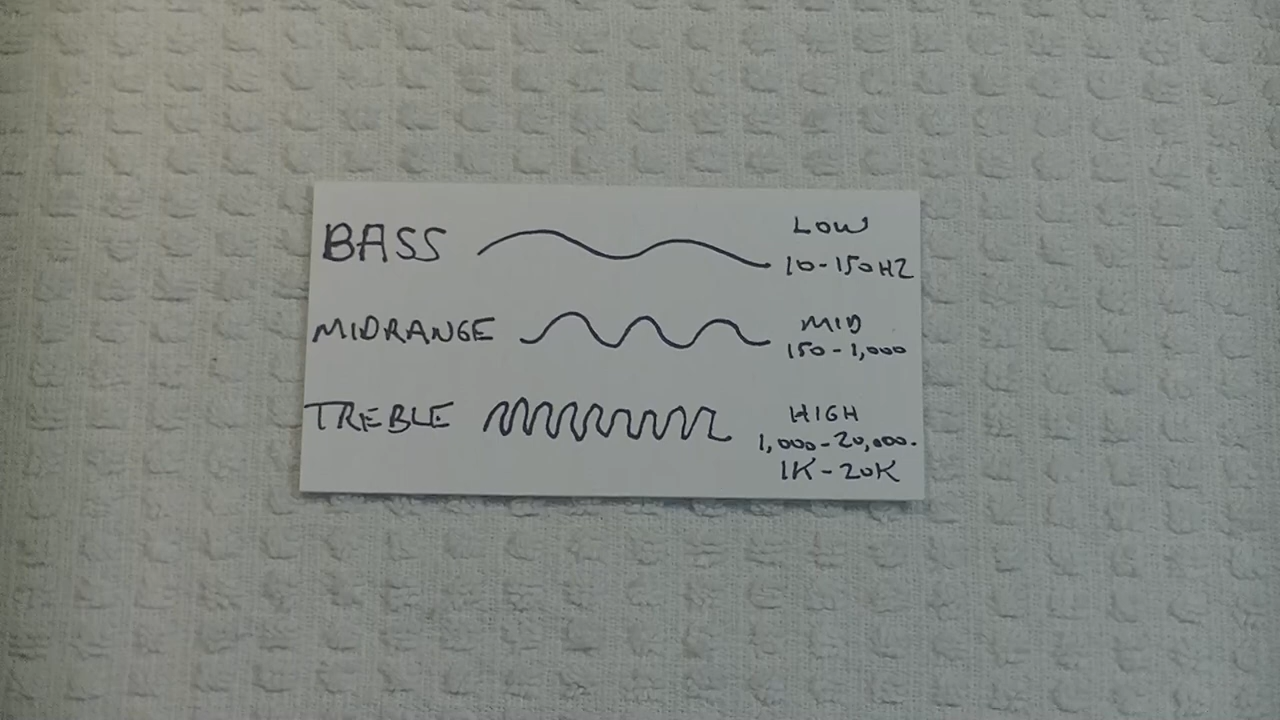 BASS LOW
10-150HZ
MIDRANGE MID
150-1,000
TREBLE HIGH
1,000-20,000.
1K-20K